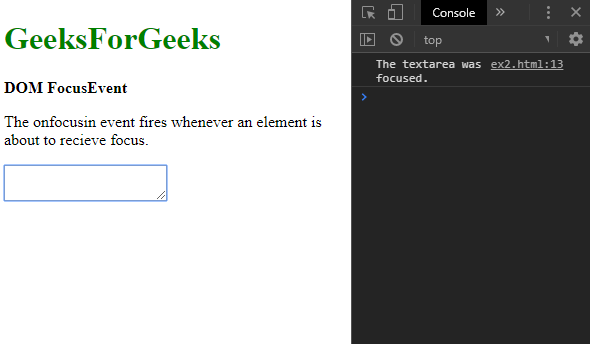 GeeksForGeeks
DOM FocusEvent
The onfocusin event fires whenever an element is
about to recieve focus.
Console
top
The textarea was ex2.html:13
focused.